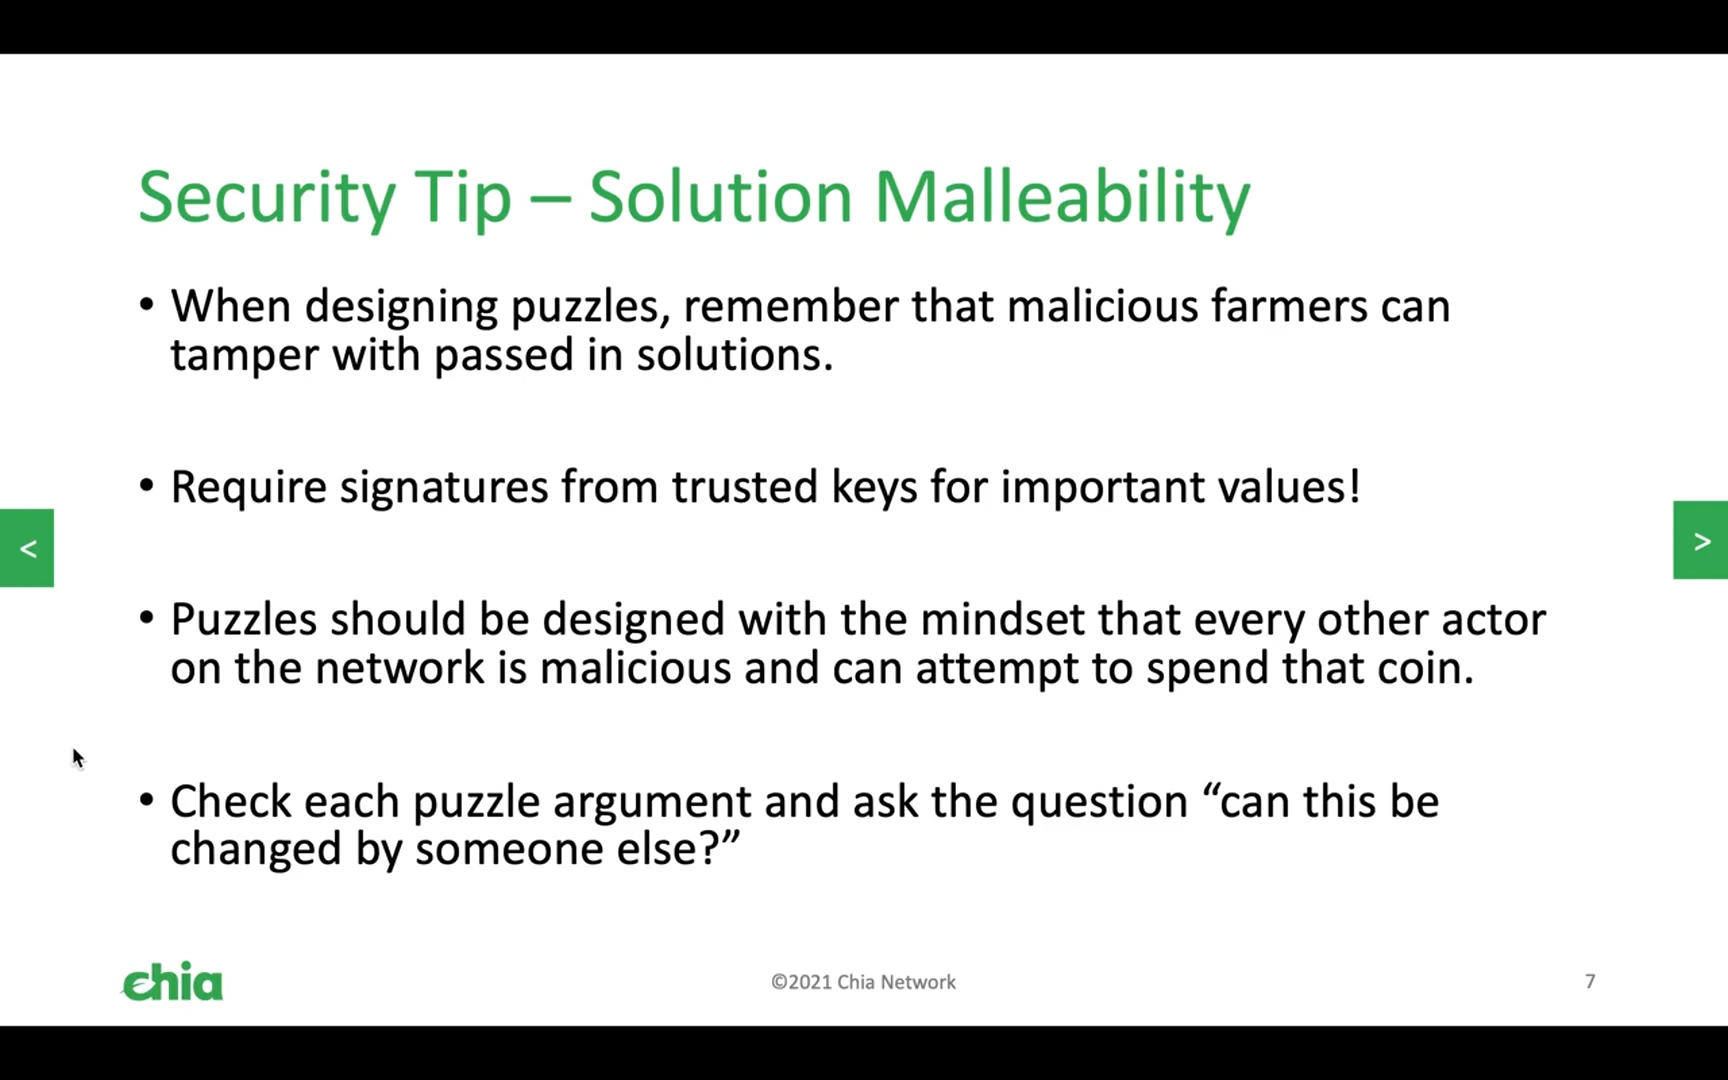 Security Tip – Solution Malleability
• When designing puzzles, remember that malicious farmers can
tamper with passed in solutions.
• Require signatures from trusted keys for important values!
<
>
• Puzzles should be designed with the mindset that every other actor
on the network is malicious and can attempt to spend that coin.
• Check each puzzle argument and ask the question “can this be
changed by someone else?”
chia
©2021 Chia Network
7